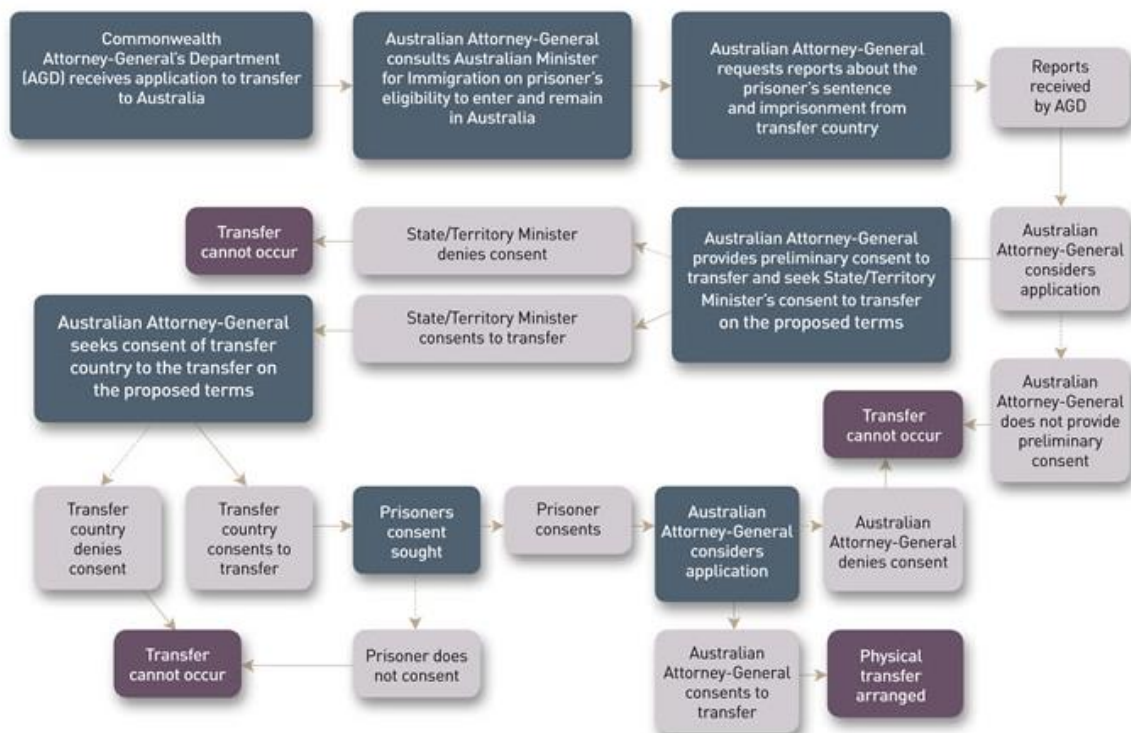 Commonwealth
Attorney-General's Department
(AGD) receives application to transfer
to Australia
Australian Attorney-General
consults Australian Minister
for Immigration on prisoner's
eligibility to enter and remain
in Australia
Australian Attorney-General
requests reports about the
prisoner's sentence
and imprisonment from
transfer country
Reports
received
by AGD
Australian
Attorney-General
considers
application
Australian Attorney-General
provides preliminary consent to
transfer and seek State/Territory
Minister's consent to transfer
on the proposed terms
State/Territory Minister
denies consent
Transfer
cannot occur
State/Territory Minister
consents to transfer
Australian Attorney-General
seeks consent of transfer
country to the transfer on
the proposed terms
Australian
Attorney-General
does not provide
preliminary
consent
Transfer
cannot occur
Transfer
country
denies
consent
Transfer
country
consents to
transfer
Prisoners
consent
sought
Prisoner
consents
Australian
Attorney-General
considers
application
Australian
Attorney-General
denies consent
Transfer
cannot occur
Prisoner does
not consent
Australian
Attorney-General
consents to
transfer
Physical
transfer
arranged